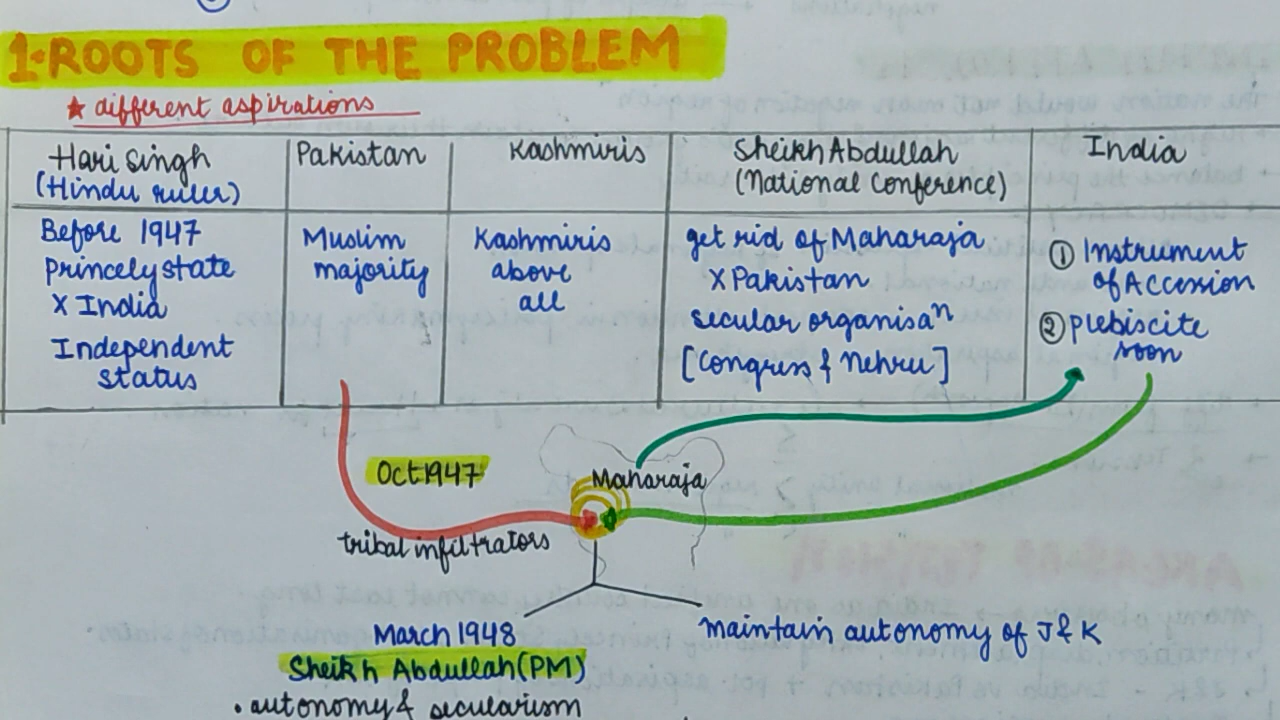 1. ROOTS OF THE PROBLEM
★ different aspirations
Hari Singh
(Hindu ruler)
Pakistan
Kashmiris
Sheikh Abdullah
(National Conference)
India
Before 1947
princely state
X India
Independent
status
Muslim
majority
Kashmiris
above
all
get rid of Maharaja
X Pakistan
secular organisaⁿ
[Congress & Nehru]
① Instrument
of Accession
② Plebiscite
soon
Oct 1947
Maharaja
tribal infiltrators
March 1948
Sheikh Abdullah (PM)
• autonomy & secularism
maintain autonomy of J & K